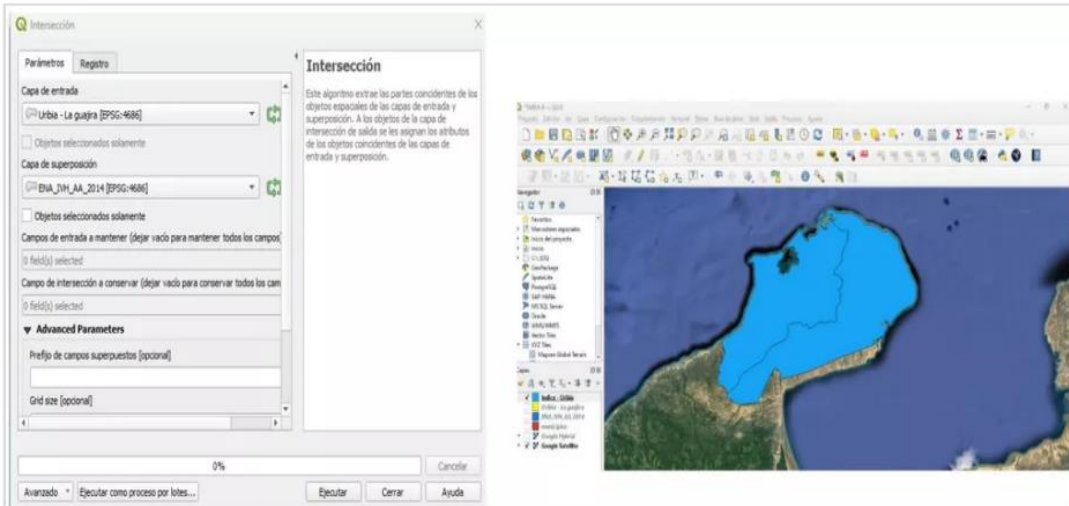 Intersección
Parámetros
Registro
Capa de entrada
Urbia - La guajira [EPSG:4686]
Objetos seleccionados solamente
Capa de superposición
ENA_IVH_AA_2014 [EPSG:4686]
Objetos seleccionados solamente
Campos de entrada a mantener (dejar vacío para mantener todos los campos)
0 field(s) selected
Campo de intersección a conservar (dejar vacío para conservar todos los cam
0 field(s) selected
Advanced Parameters
Prefijo de campos superpuestos [opcional]
Grid size [opcional]
0%
Cancelar
Avanzado
Ejecutar como proceso por lotes...
Ejecutar
Cerrar
Ayuda
Intersección
Este algoritmo extrae las partes coincidentes de los
objetos espaciales de las capas de entrada y
superposición. A los objetos de la capa de
intersección de salida se les asignan los atributos
de los objetos coincidentes de las capas de
entrada y superposición.
Navegador
Favoritos
Marcadores espaciales
Inicio del proyecto
Inicio
GeoPackage
SpatiaLite
PostgreSQL
SAP HANA
MS SQL Server
Oracle
WMS/WMTS
Vector Tiles
XYZ Tiles
Mapzen Global Terrain
Capas
ENA_IVH_AA_2014
Google Hybrid
Google Satellite